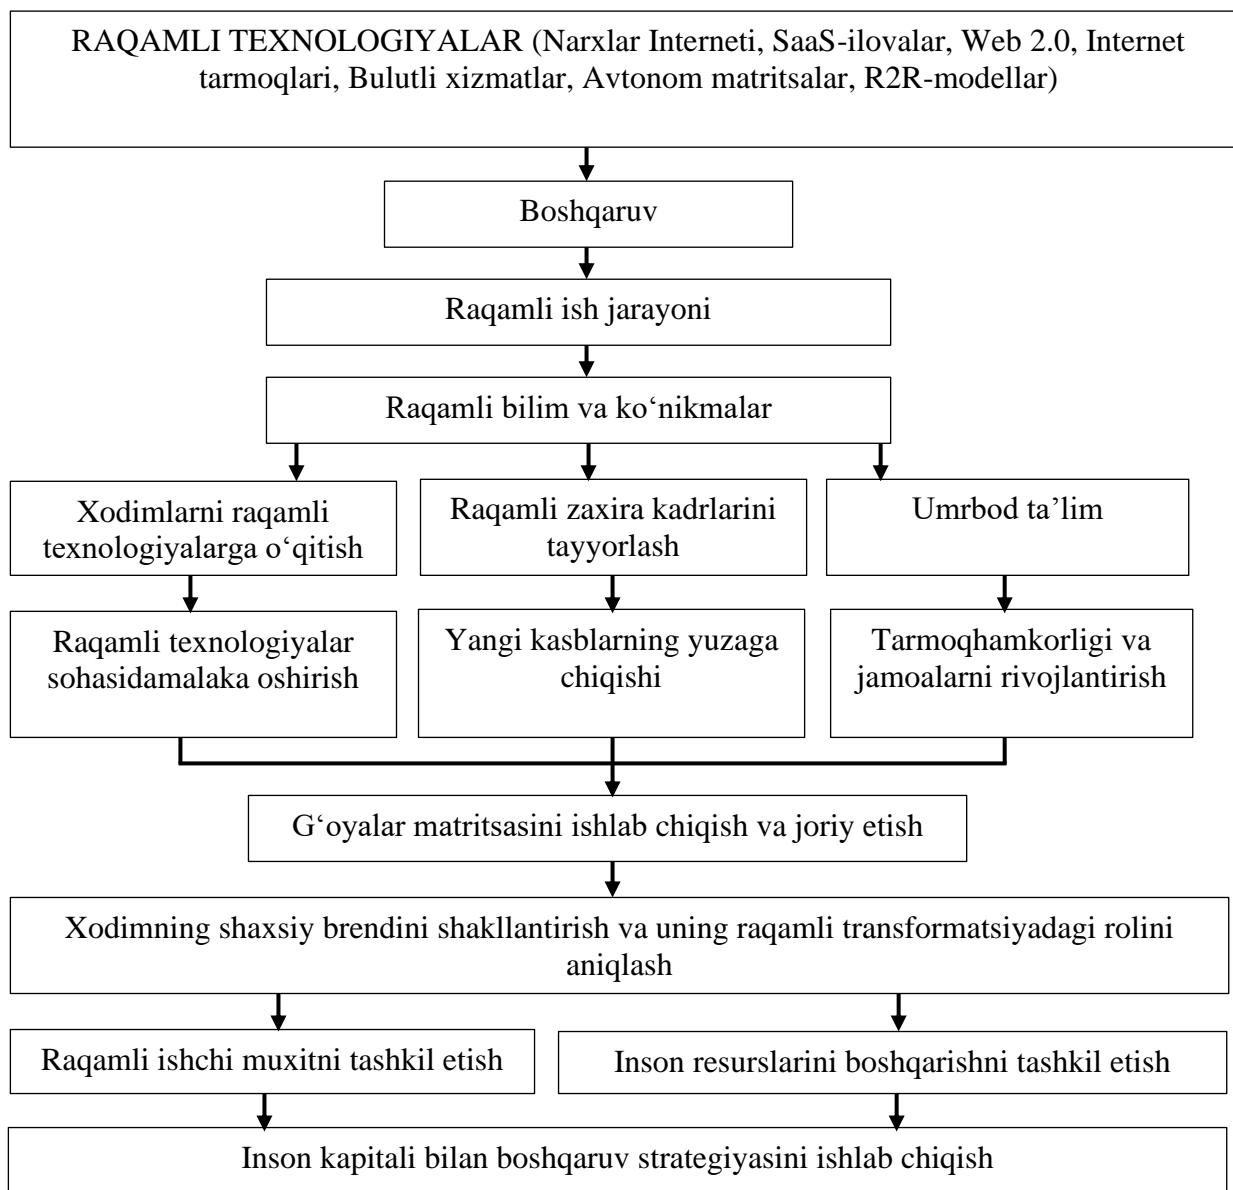 RAQAMLI TEXNOLOGIYALAR (Narxlar Interneti, SaaS-ilovalar, Web 2.0, Internet
tarmoqlari, Bulutli xizmatlar, Avtonom matritsalar, R2R-modellar)
Boshqaruv
Raqamli ish jarayoni
Raqamli bilim va ko‘nikmalar
Xodimlarni raqamli
texnologiyalarga o‘qitish
Raqamli zaxira kadrlarini
tayyorlash
Umrbod ta’lim
Raqamli texnologiyalar
sohasidamalaka oshirish
Yangi kasblarning yuzaga
chiqishi
Tarmoqhamkorligi va
jamoalarni rivojlantirish
G‘oyalar matritsasini ishlab chiqish va joriy etish
Xodimning shaxsiy brendini shakllantirish va uning raqamli transformatsiyadagi rolini
aniqlash
Raqamli ishchi muxitni tashkil etish
Inson resurslarini boshqarishni tashkil etish
Inson kapitali bilan boshqaruv strategiyasini ishlab chiqish